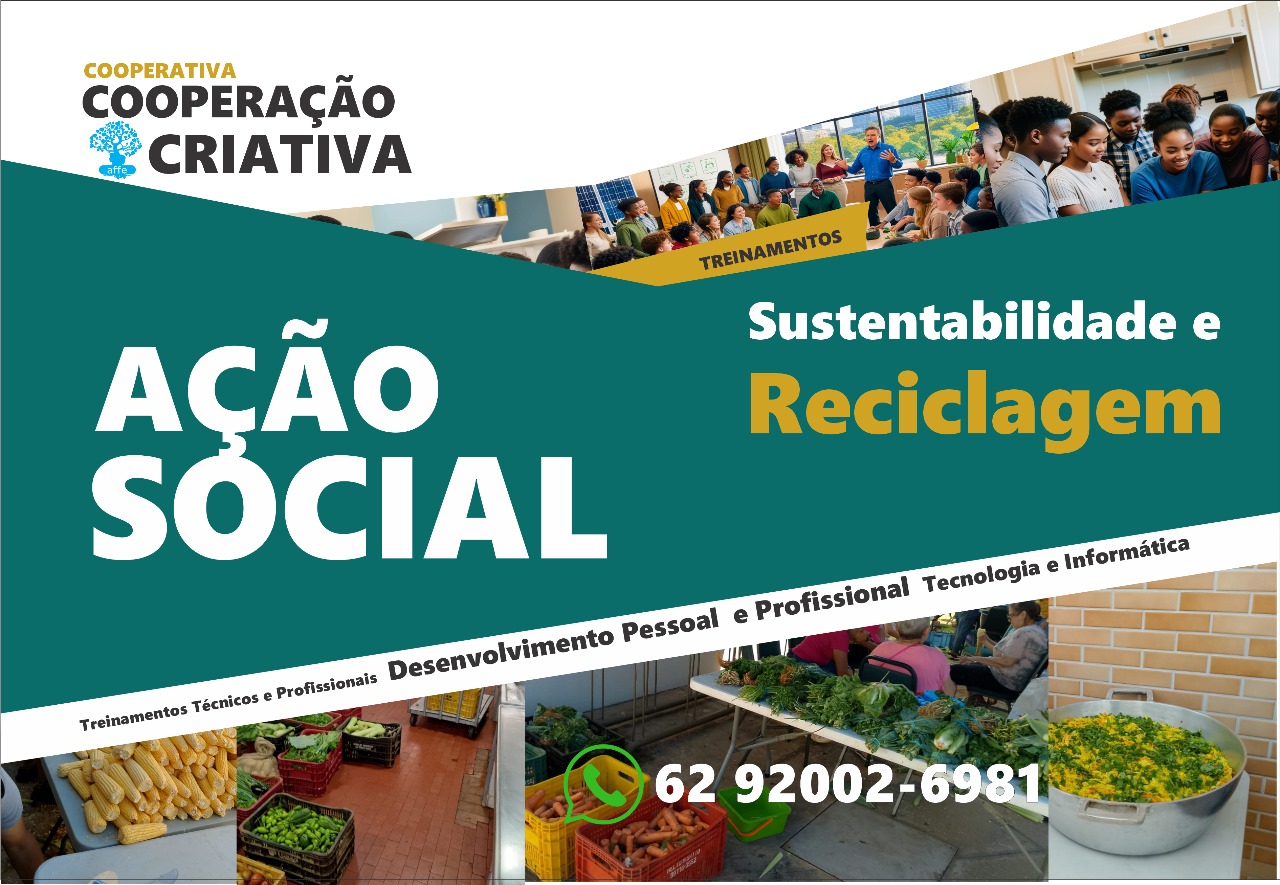 COOPERATIVA
COOPERAÇÃO
affe
CRIATIVA
TREINAMENTOS
AÇÃO
SOCIAL
Sustentabilidade e
Reciclagem
Treinamentos Técnicos e Profissionais Desenvolvimento Pessoal e Profissional Tecnologia e Informática
62 92002-6981